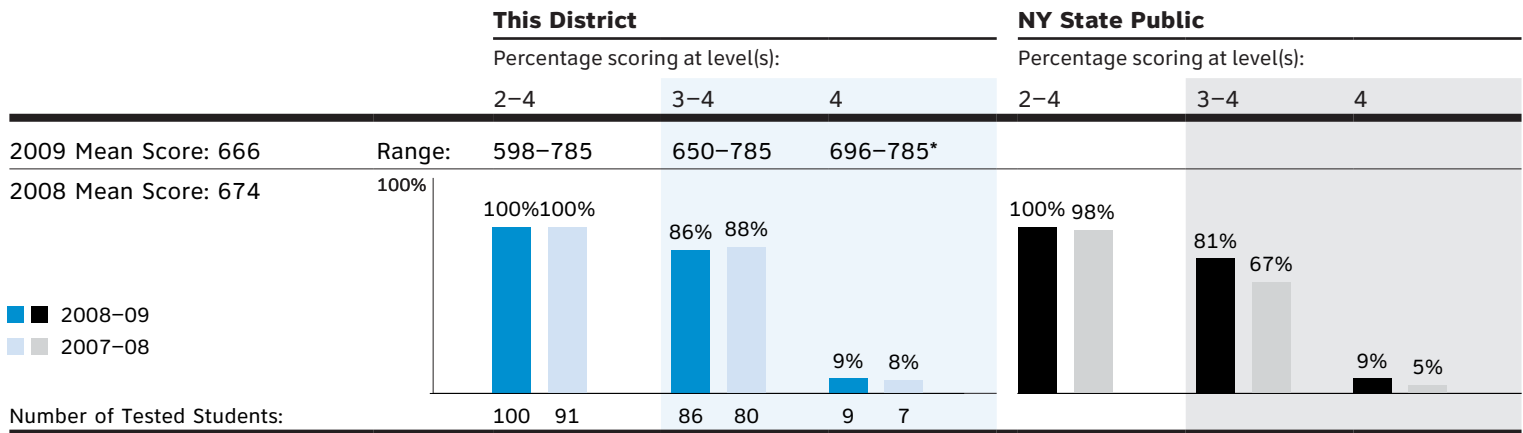 This District NY State Public
Percentage scoring at level(s): Percentage scoring at level(s):
2–4 3–4 4 2–4 3–4 4
2009 Mean Score: 666 Range: 598–785 650–785 696–785*
2008 Mean Score: 674 100%
100% 100% 86% 88% 9% 8% 100% 98% 81% 67% 9% 5%
2008–09
2007–08
Number of Tested Students: 100 91 86 80 9 7